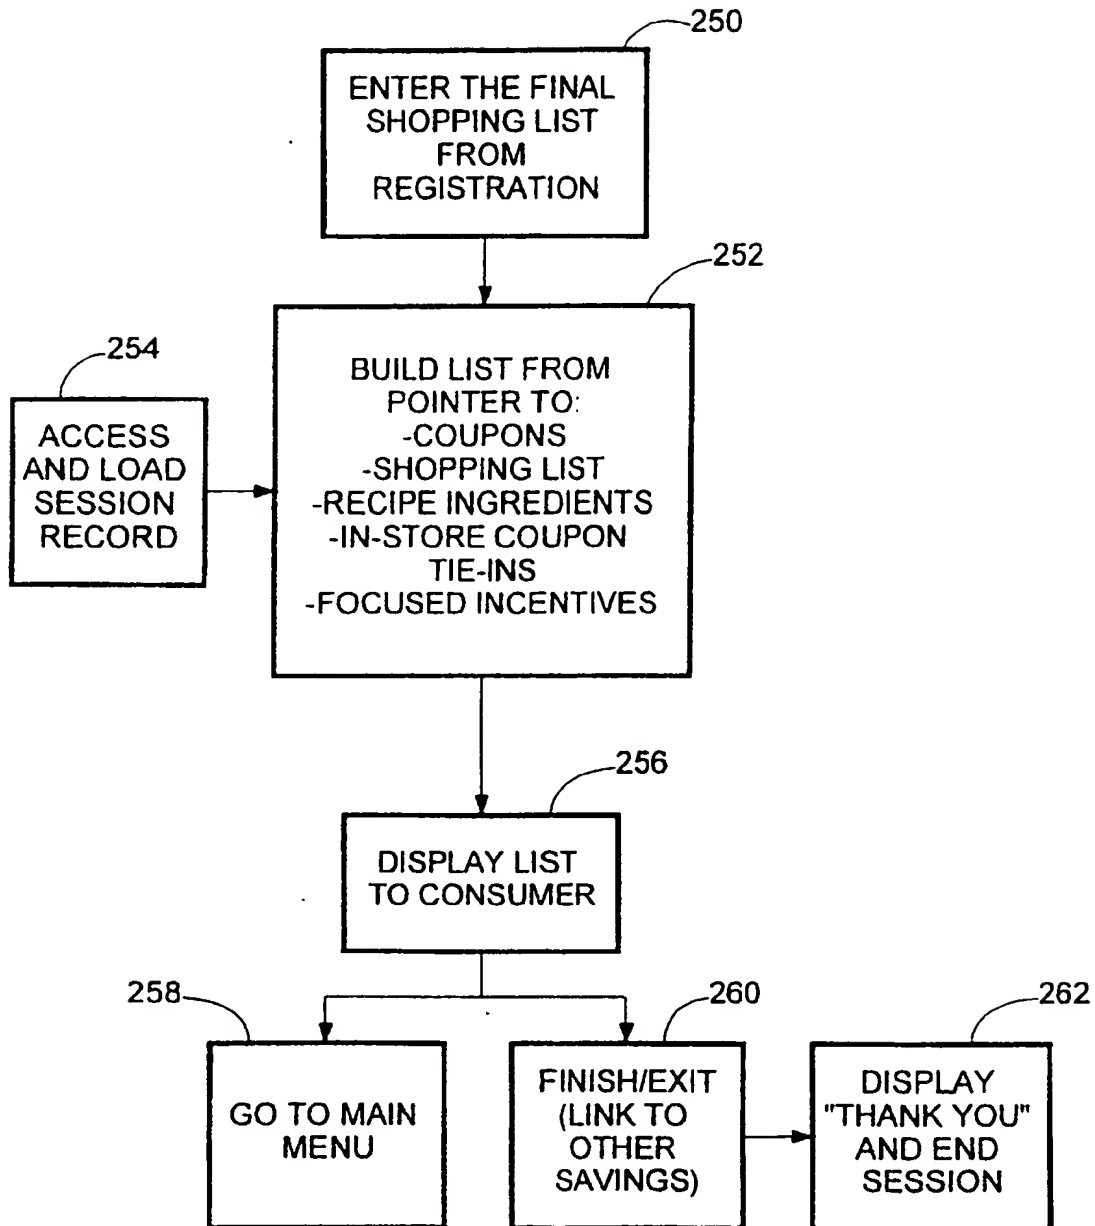 250
ENTER THE FINAL
SHOPPING LIST
FROM
REGISTRATION
252
BUILD LIST FROM
POINTER TO:
-COUPONS
-SHOPPING LIST
-RECIPE INGREDIENTS
-IN-STORE COUPON
TIE-INS
-FOCUSED INCENTIVES
254
ACCESS
AND LOAD
SESSION
RECORD
256
DISPLAY LIST
TO CONSUMER
258
GO TO MAIN
MENU
260
FINISH/EXIT
(LINK TO
OTHER
SAVINGS)
262
DISPLAY
"THANK YOU"
AND END
SESSION